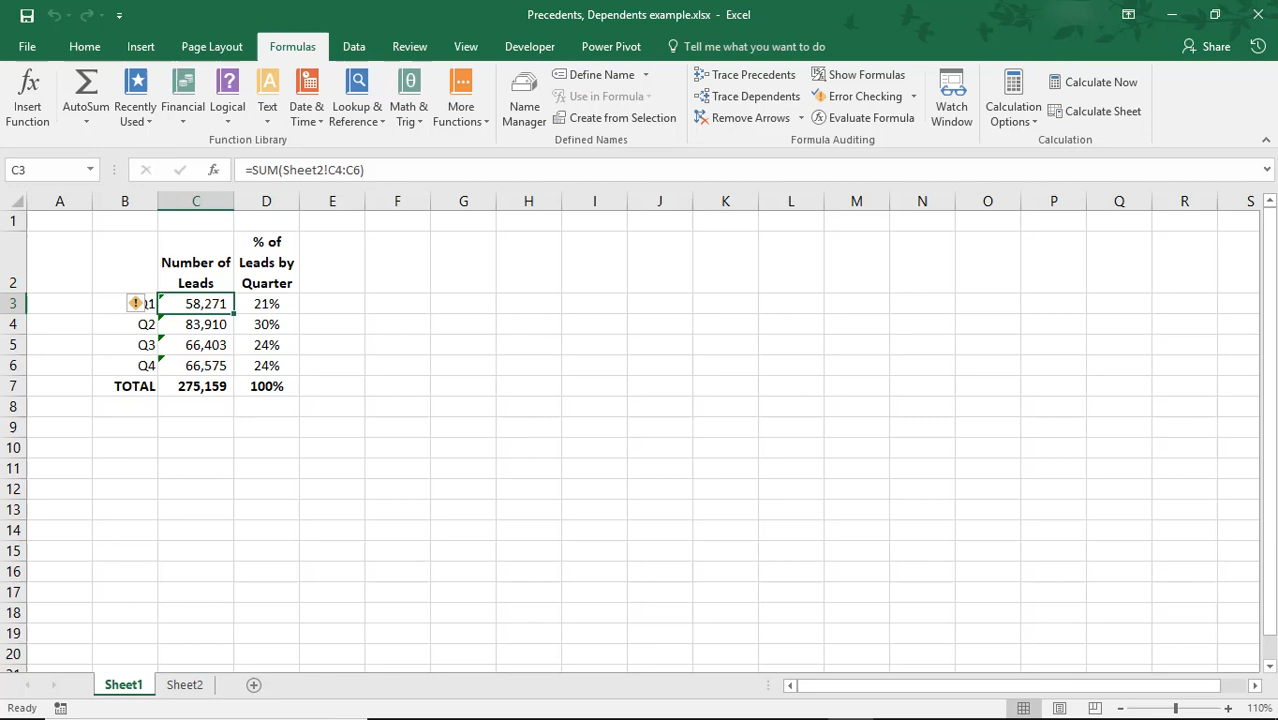 Precedents, Dependents example.xlsx - Excel
File Home Insert Page Layout Formulas Data Review View Developer Power Pivot Tell me what you want to do Share
Insert Function
AutoSum
Recently Used
Financial
Logical
Text
Date & Time
Lookup & Reference
Math & Trig
More Functions
Function Library
Name Manager
Define Name
Use in Formula
Create from Selection
Defined Names
Trace Precedents
Trace Dependents
Remove Arrows
Show Formulas
Error Checking
Evaluate Formula
Formula Auditing
Watch Window
Calculation Options
Calculate Now
Calculate Sheet
Calculation
C3 fx =SUM(Sheet2!C4:C6)
A B C D E F G H I J K L M N O P Q R S
1
2 Number of Leads % of Leads by Quarter
3 Q1 58,271 21%
4 Q2 83,910 30%
5 Q3 66,403 24%
6 Q4 66,575 24%
7 TOTAL 275,159 100%
8
9
10
11
12
13
14
15
16
17
18
19
20
21
Sheet1 Sheet2
Ready 110%